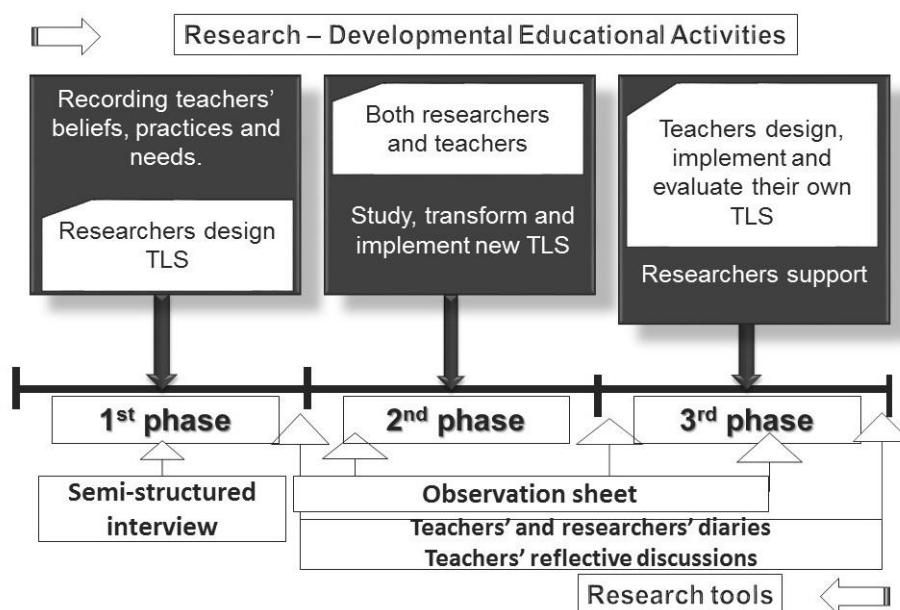 Research – Developmental Educational Activities
Recording teachers’
beliefs, practices and
needs.
Researchers design
TLS
Both researchers
and teachers
Study, transform and
implement new TLS
Teachers design,
implement and
evaluate their own
TLS
Researchers support
1st phase
2nd phase
3rd phase
Semi-structured
interview
Observation sheet
Teachers’ and researchers’ diaries
Teachers’ reflective discussions
Research tools